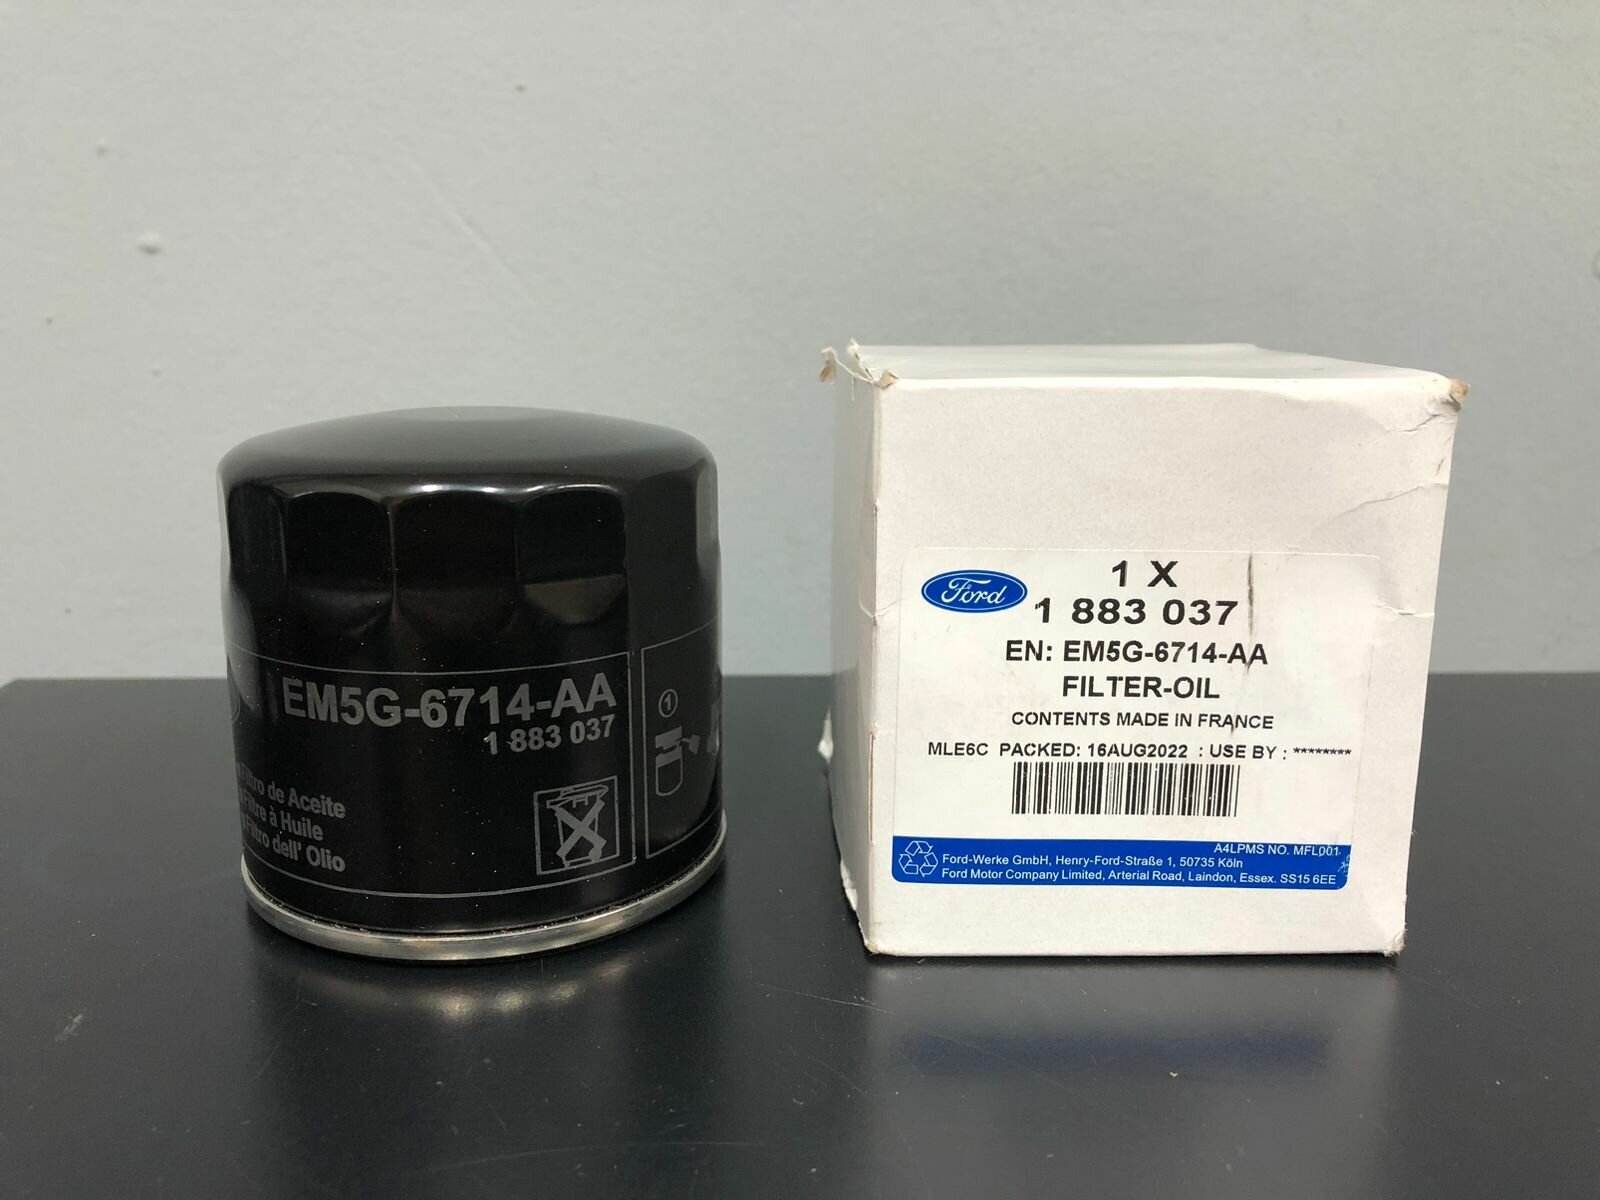 EM5G-6714-AA
1 883 037
Filtro de Aceite
Filtre à Huile
Filtro dell' Olio
1
Ford
1 X
1 883 037
EN: EM5G-6714-AA
FILTER-OIL
CONTENTS MADE IN FRANCE
MLE6C PACKED: 16AUG2022 : USE BY : ********
A4LPMS NO. MFL001
Ford-Werke GmbH, Henry-Ford-Straße 1, 50735 Köln
Ford Motor Company Limited, Arterial Road, Laindon, Essex. SS15 6EE